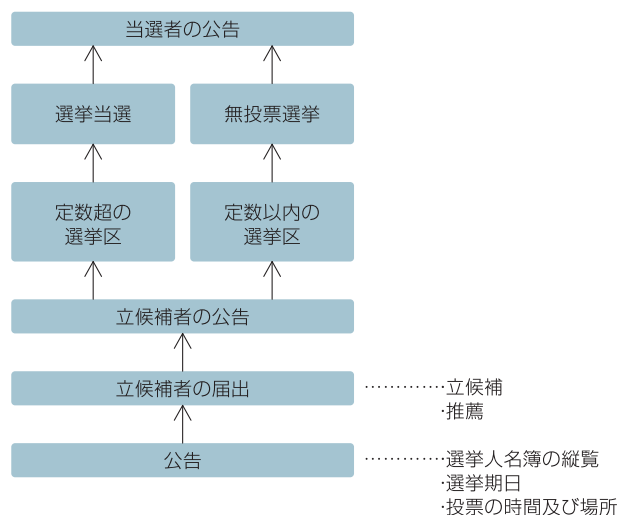 当選者の公告
選挙当選
無投票選挙
定数超の
選挙区
定数以内の
選挙区
立候補者の公告
立候補者の届出
·············立候補
·推薦
公告
·············選挙人名簿の縦覧
·選挙期日
·投票の時間及び場所